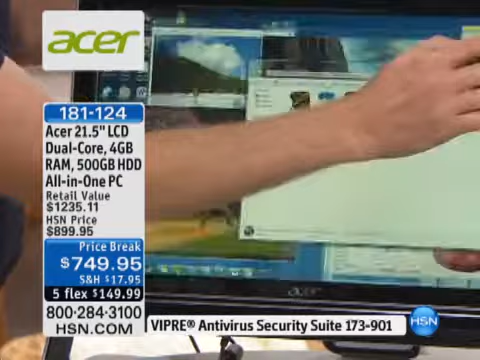 acer
181-124
Acer 21.5" LCD
Dual-Core, 4GB
RAM, 500GB HDD
All-in-One PC
Retail Value
$1235.11
HSN Price
$899.95
Price Break
$749.95
S&H $17.95
5 flex $149.99
800·284·3100
HSN.COM
VIPRE® Antivirus Security Suite 173-901
HSN
acer